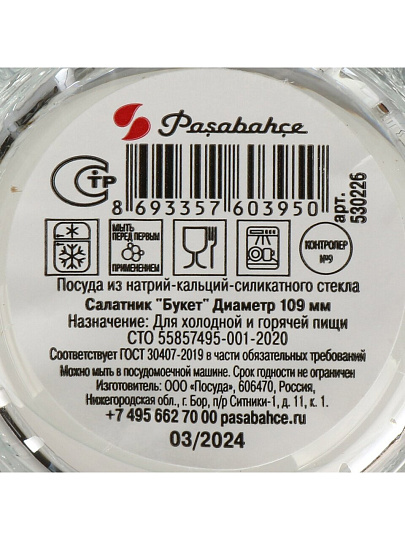 Paşabahçe
СТР
8 693357 603950
арт. 530226
МЫТЬ
ПЕРЕД ПЕРВЫМ
ПРИМЕНЕНИЕМ
КОНТРОЛЕР
№9
Посуда из натрий-кальций-силикатного стекла
Салатник "Букет" Диаметр 109 мм
Назначение: Для холодной и горячей пищи
СТО 55857495-001-2020
Соответствует ГОСТ 30407-2019 в части обязательных требований
Можно мыть в посудомоечной машине. Срок годности не ограничен
Изготовитель: ООО «Посуда», 606470, Россия,
Нижегородская обл., г. Бор, п/р Ситники-1, д. 11, к. 1.
+7 495 662 70 00 pasabahce.ru
03/2024